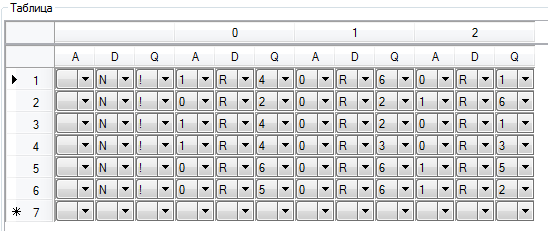 Таблица
0 1 2
A D Q A D Q A D Q A D Q
1 N ! 1 R 4 0 R 6 0 R 1
2 N ! 0 R 2 0 R 2 1 R 6
3 N ! 1 R 4 0 R 2 0 R 1
4 N ! 1 R 4 0 R 3 0 R 3
5 N ! 0 R 6 0 R 6 1 R 5
6 N ! 0 R 5 0 R 6 1 R 2
7